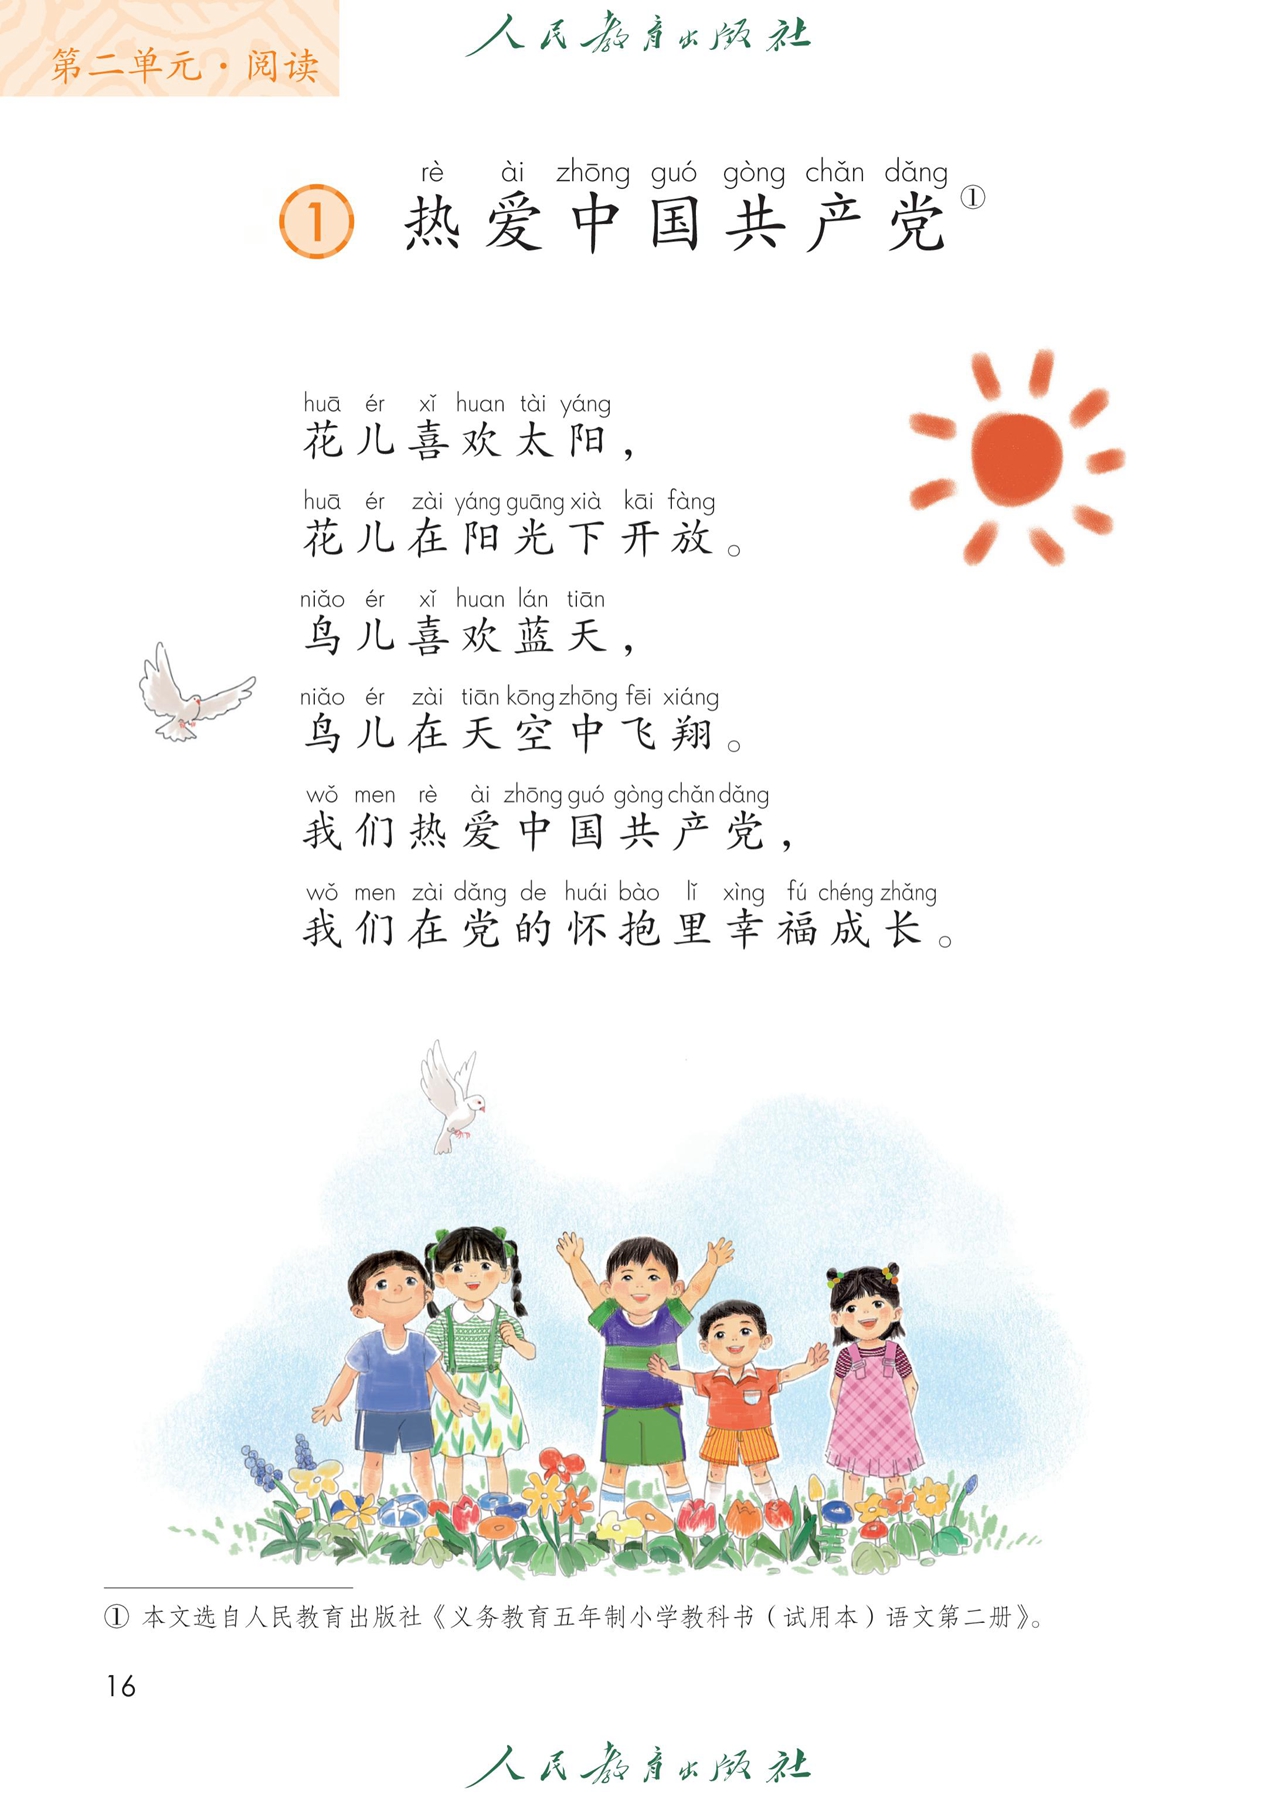 人民教育出版社
第二单元·阅读
rè ài zhōng guó gòng chǎn dǎng
1 热爱中国共产党①
huā ér xǐ huan tài yáng
花儿喜欢太阳，
huā ér zài yáng guāng xià kāi fàng
花儿在阳光下开放。
niǎo ér xǐ huan lán tiān
鸟儿喜欢蓝天，
niǎo ér zài tiān kōng zhōng fēi xiáng
鸟儿在天空中飞翔。
wǒ men rè ài zhōng guó gòng chǎn dǎng
我们热爱中国共产党，
wǒ men zài dǎng de huái bào lǐ xìng fú chéng zhǎng
我们在党的怀抱里幸福成长。
① 本文选自人民教育出版社《义务教育五年制小学教科书（试用本）语文第二册》。
16
人民教育出版社